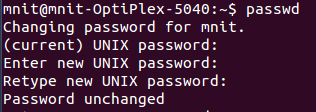 mnit@mnit-OptiPlex-5040:~$ passwd
Changing password for mnit.
(current) UNIX password:
Enter new UNIX password:
Retype new UNIX password:
Password unchanged